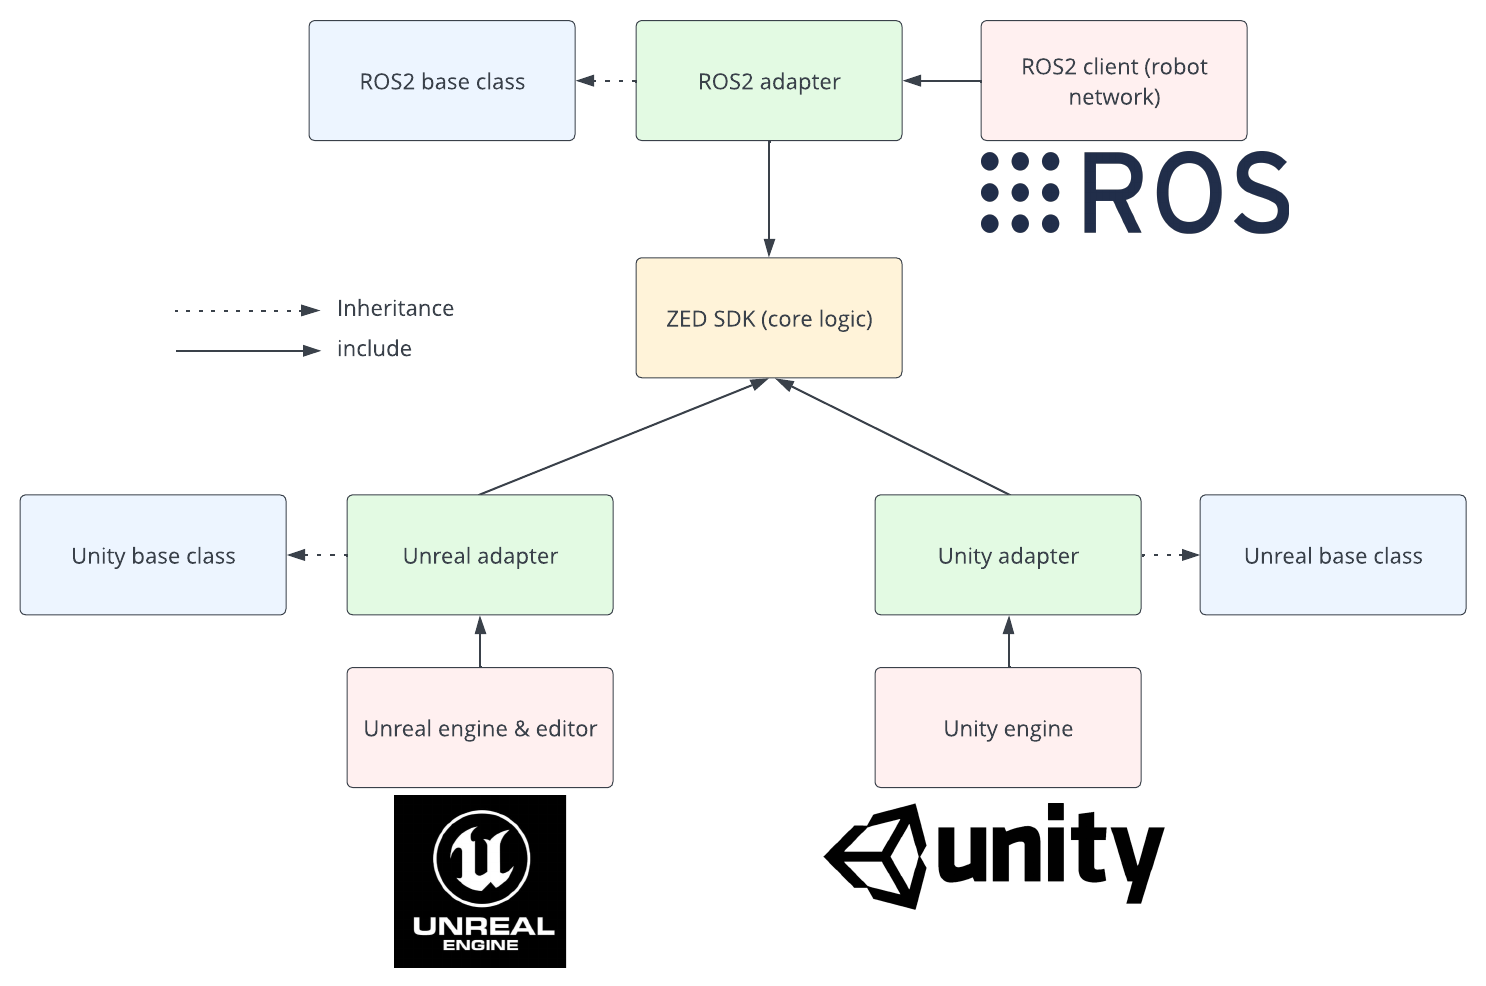 ROS2 base class
ROS2 adapter
ROS2 client (robot
network)
ROS
Inheritance
include
ZED SDK (core logic)
Unity base class
Unreal adapter
Unity adapter
Unreal base class
Unreal engine & editor
Unity engine
UNREAL
ENGINE
unity